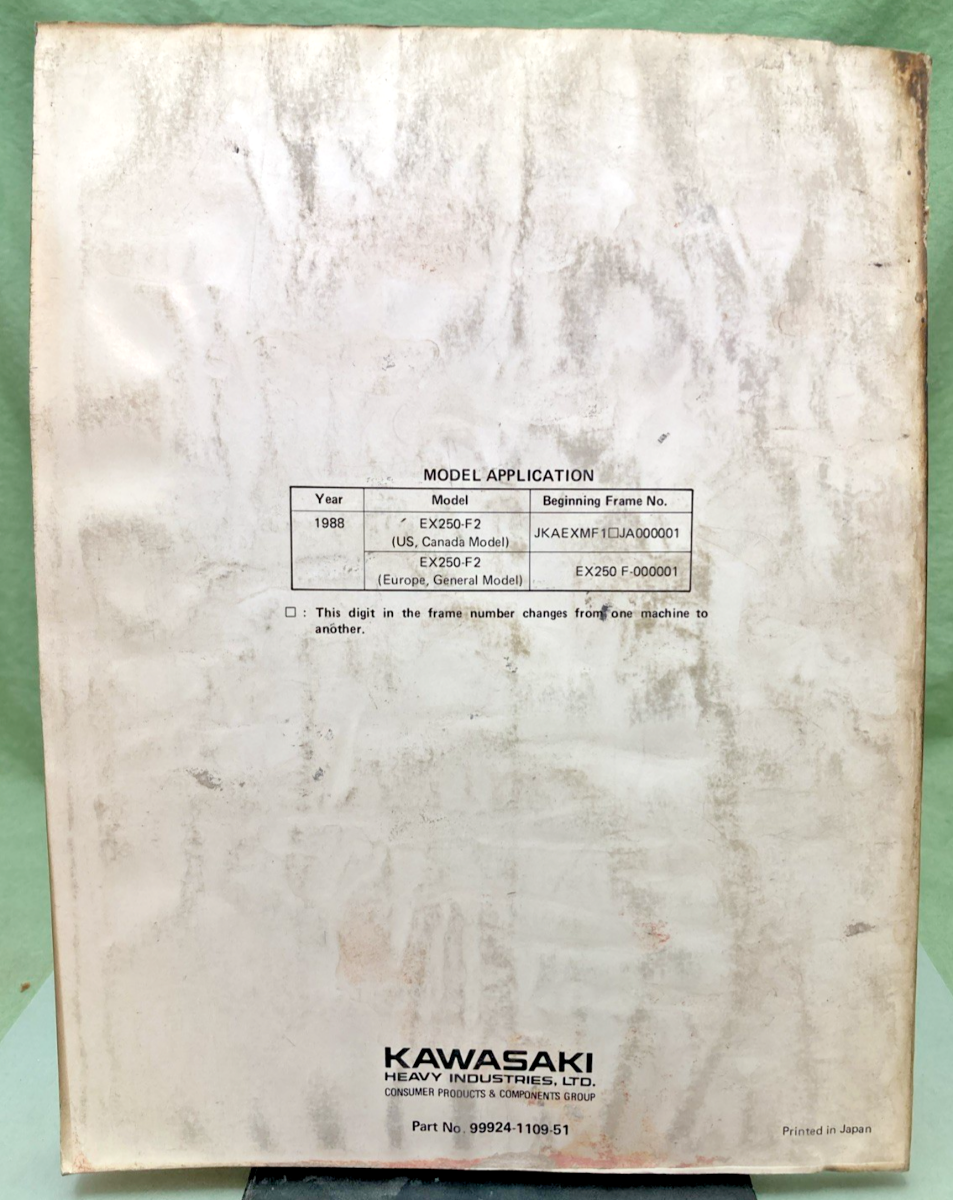 MODEL APPLICATION
Year Model Beginning Frame No.
1988 EX250-F2 JKAEXMF1□JA000001
(US, Canada Model)
EX250-F2 EX250 F-000001
(Europe, General Model)
□ : This digit in the frame number changes from one machine to
another.
KAWASAKI
HEAVY INDUSTRIES, LTD.
CONSUMER PRODUCTS & COMPONENTS GROUP
Part No. 99924-1109-51
Printed in Japan